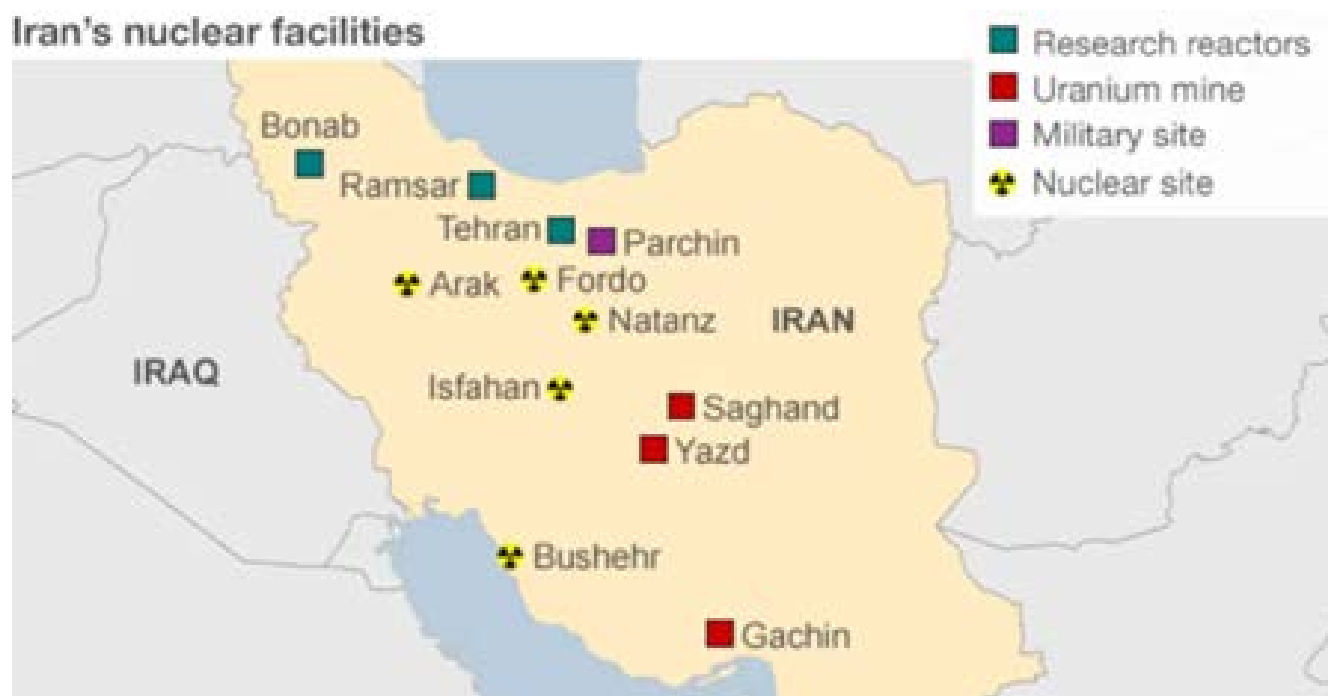 Iran's nuclear facilities
Research reactors
Uranium mine
Military site
Nuclear site
Bonab
Ramsar
Tehran
Parchin
Arak
Fordo
Natanz
IRAN
IRAQ
Isfahan
Saghand
Yazd
Bushehr
Gachin